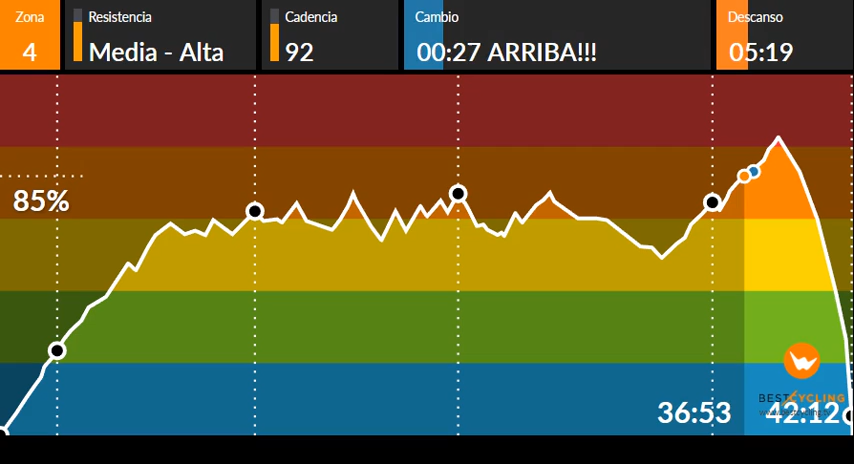 Zona
4
Resistencia
Media - Alta
Cadencia
92
Cambio
00:27 ARRIBA!!!
Descanso
05:19
85%
36:53
42:12
BESTCYCLING